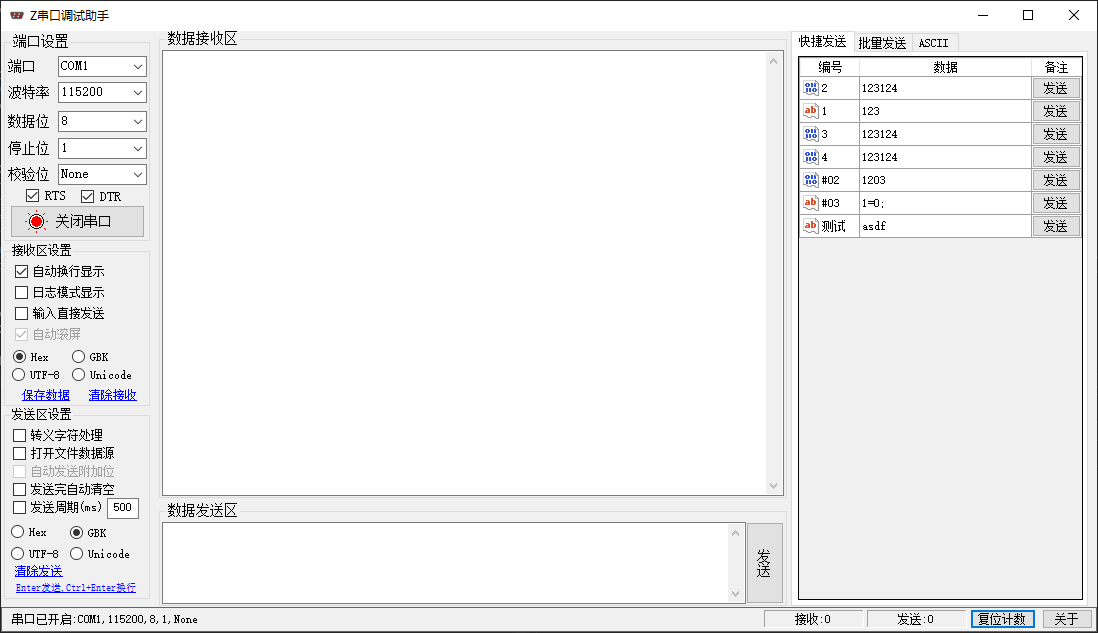 Z串口调试助手
端口设置
端口 COM1
波特率 115200
数据位 8
停止位 1
校验位 None
RTS DTR
关闭串口
接收区设置
自动换行显示
日志模式显示
输入直接发送
自动滚屏
Hex GBK
UTF-8 Unicode
保存数据 清除接收
发送区设置
转义字符处理
打开文件数据源
自动发送附加位
发送完自动清空
发送周期(ms) 500
Hex GBK
UTF-8 Unicode
清除发送
Enter发送,Ctrl+Enter换行
数据接收区
数据发送区
发送
快捷发送 批量发送 ASCII
编号 数据 备注
2 123124 发送
ab 1 123 发送
3 123124 发送
4 123124 发送
#02 1203 发送
ab #03 1=0; 发送
ab 测试 asdf 发送
串口已开启:COM1,115200,8,1,None
接收:0 发送:0 复位计数 关于